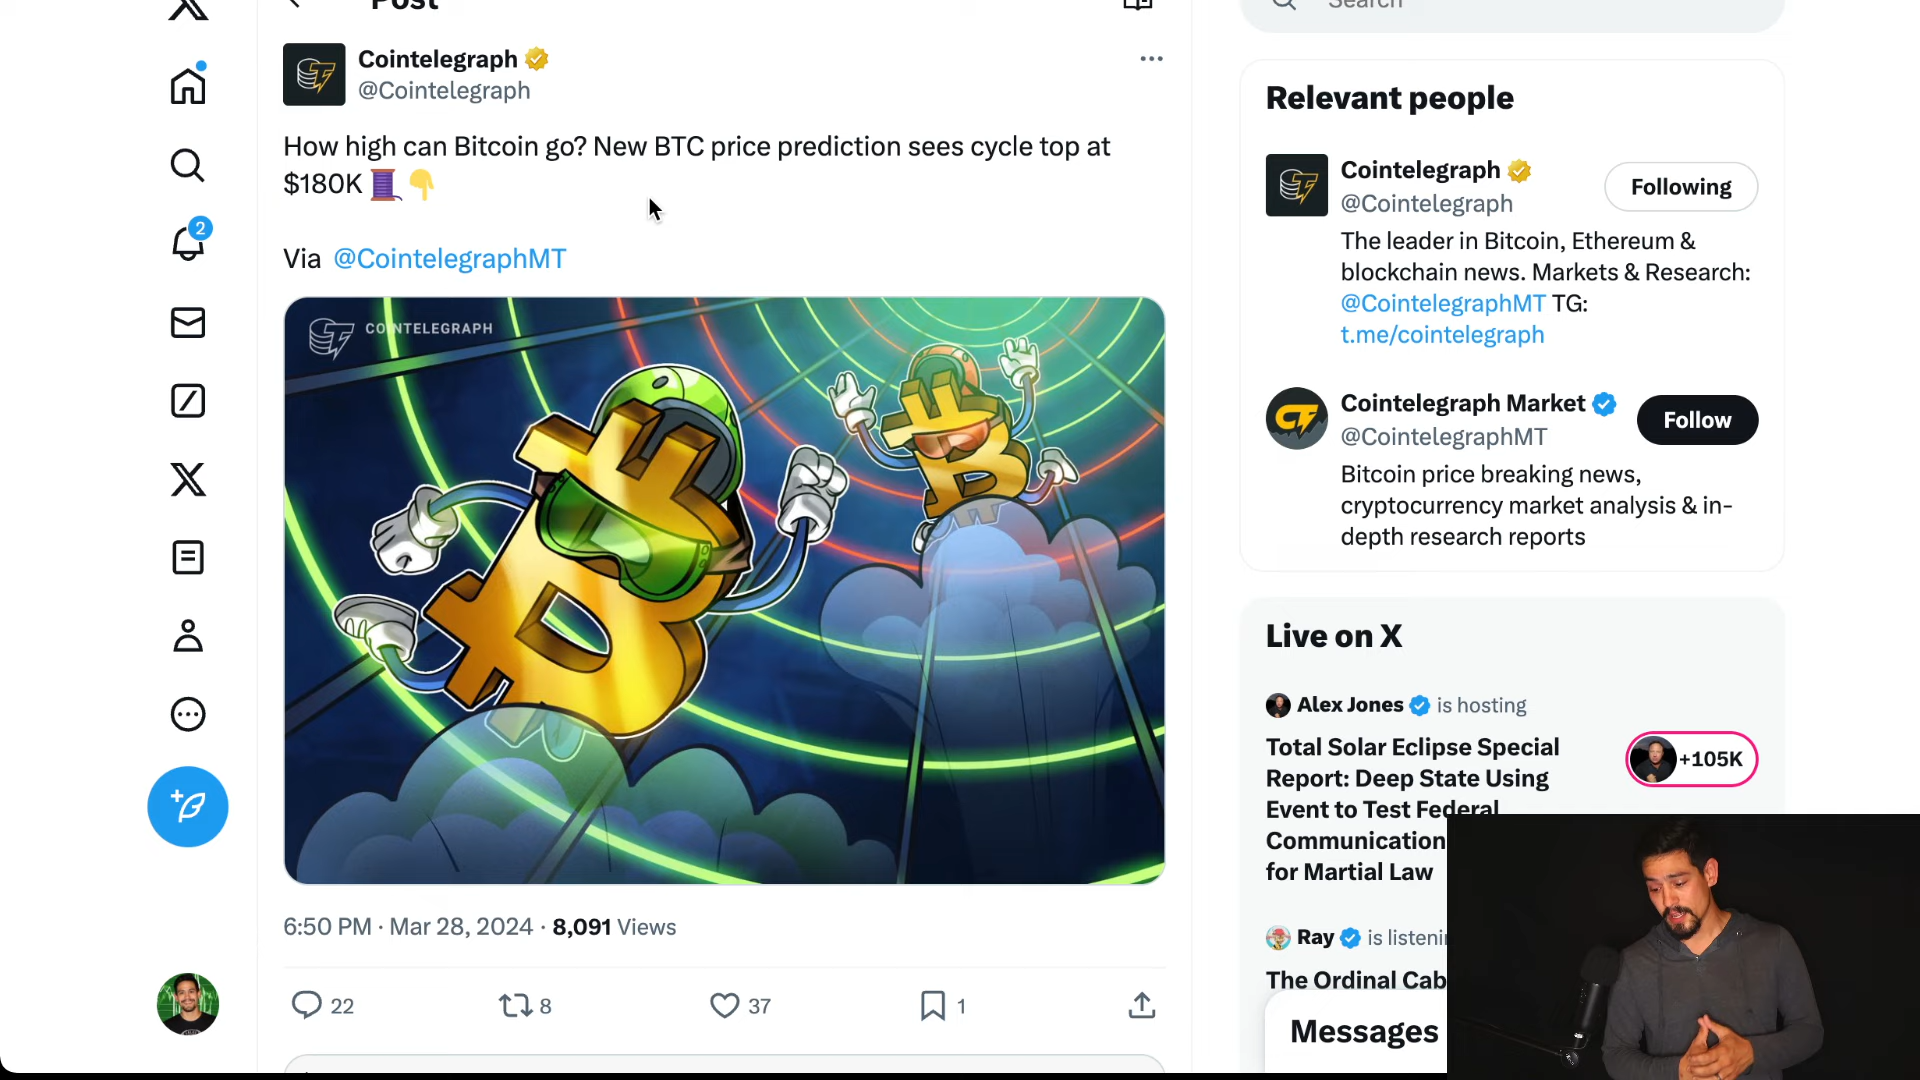 Post
Search
Cointelegraph
@Cointelegraph
How high can Bitcoin go? New BTC price prediction sees cycle top at
$180K
Via @CointelegraphMT
COINTELEGRAPH
6:50 PM · Mar 28, 2024 · 8,091 Views
22
8
37
1
2
Relevant people
Cointelegraph
@Cointelegraph
Following
The leader in Bitcoin, Ethereum &
blockchain news. Markets & Research:
@CointelegraphMT TG:
t.me/cointelegraph
Cointelegraph Market
@CointelegraphMT
Follow
Bitcoin price breaking news,
cryptocurrency market analysis & in-
depth research reports
Live on X
Alex Jones is hosting
Total Solar Eclipse Special
Report: Deep State Using
Event to Test Federal
Communication
for Martial Law
+105K
Ray is listeni
The Ordinal Cab
Messages